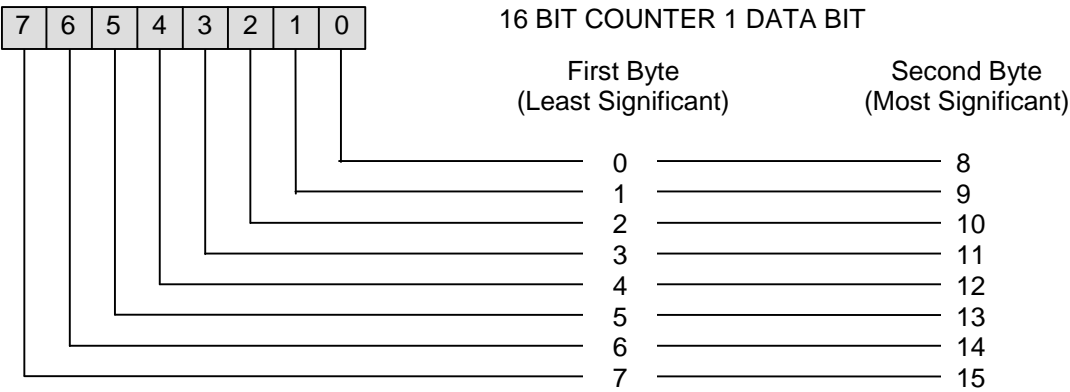 7 6 5 4 3 2 1 0
16 BIT COUNTER 1 DATA BIT
First Byte Second Byte
(Least Significant) (Most Significant)
0 8
1 9
2 10
3 11
4 12
5 13
6 14
7 15